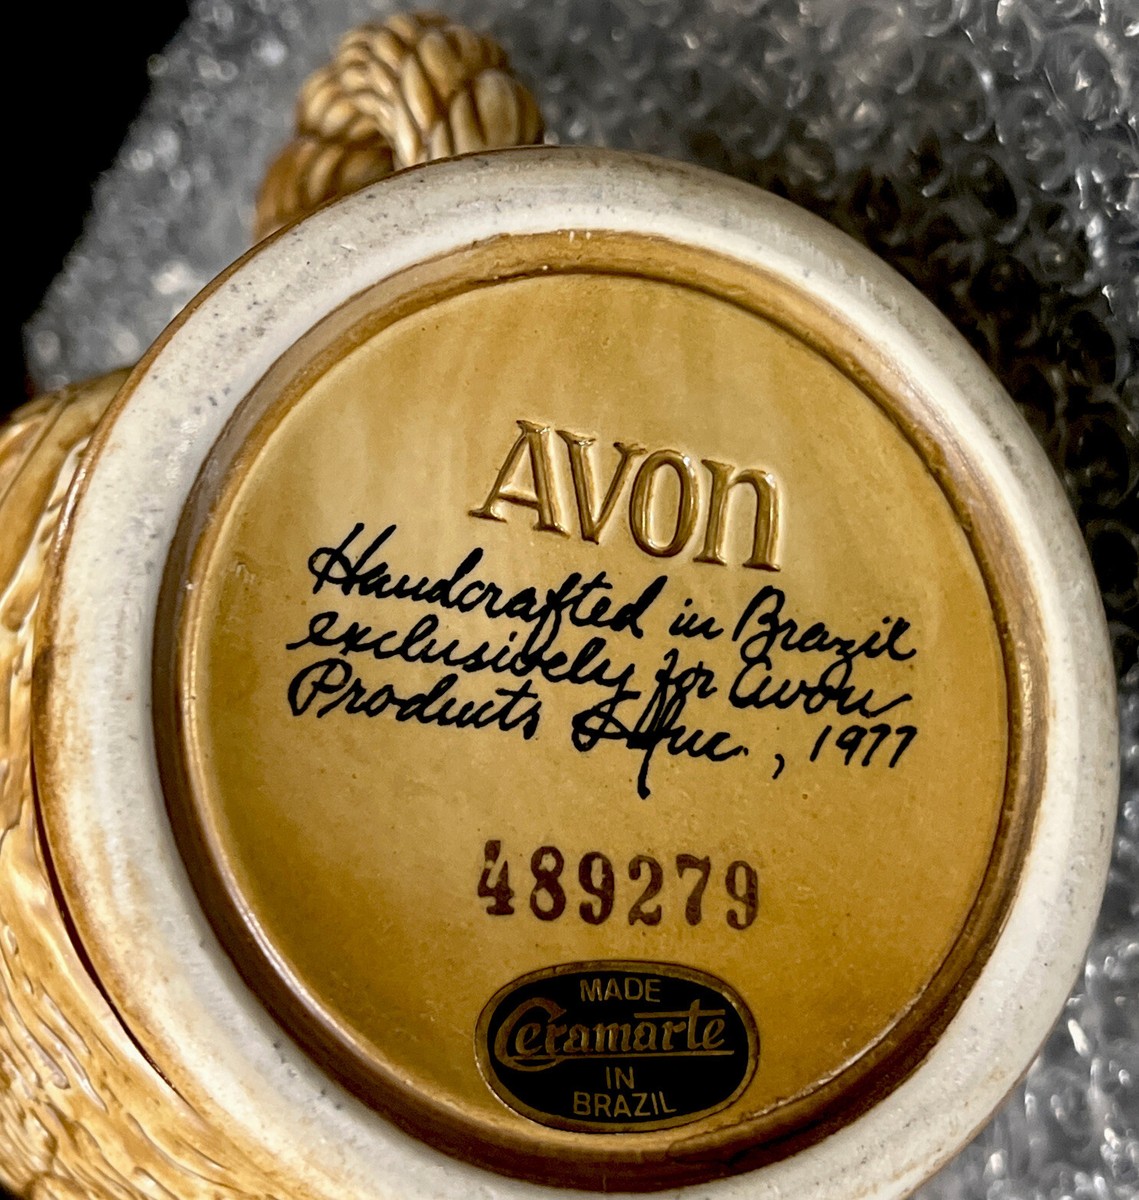 AVON
Handcrafted in Brazil
exclusively for Avon
Products Inc., 1977
489279
MADE
Ceramarte
IN
BRAZIL